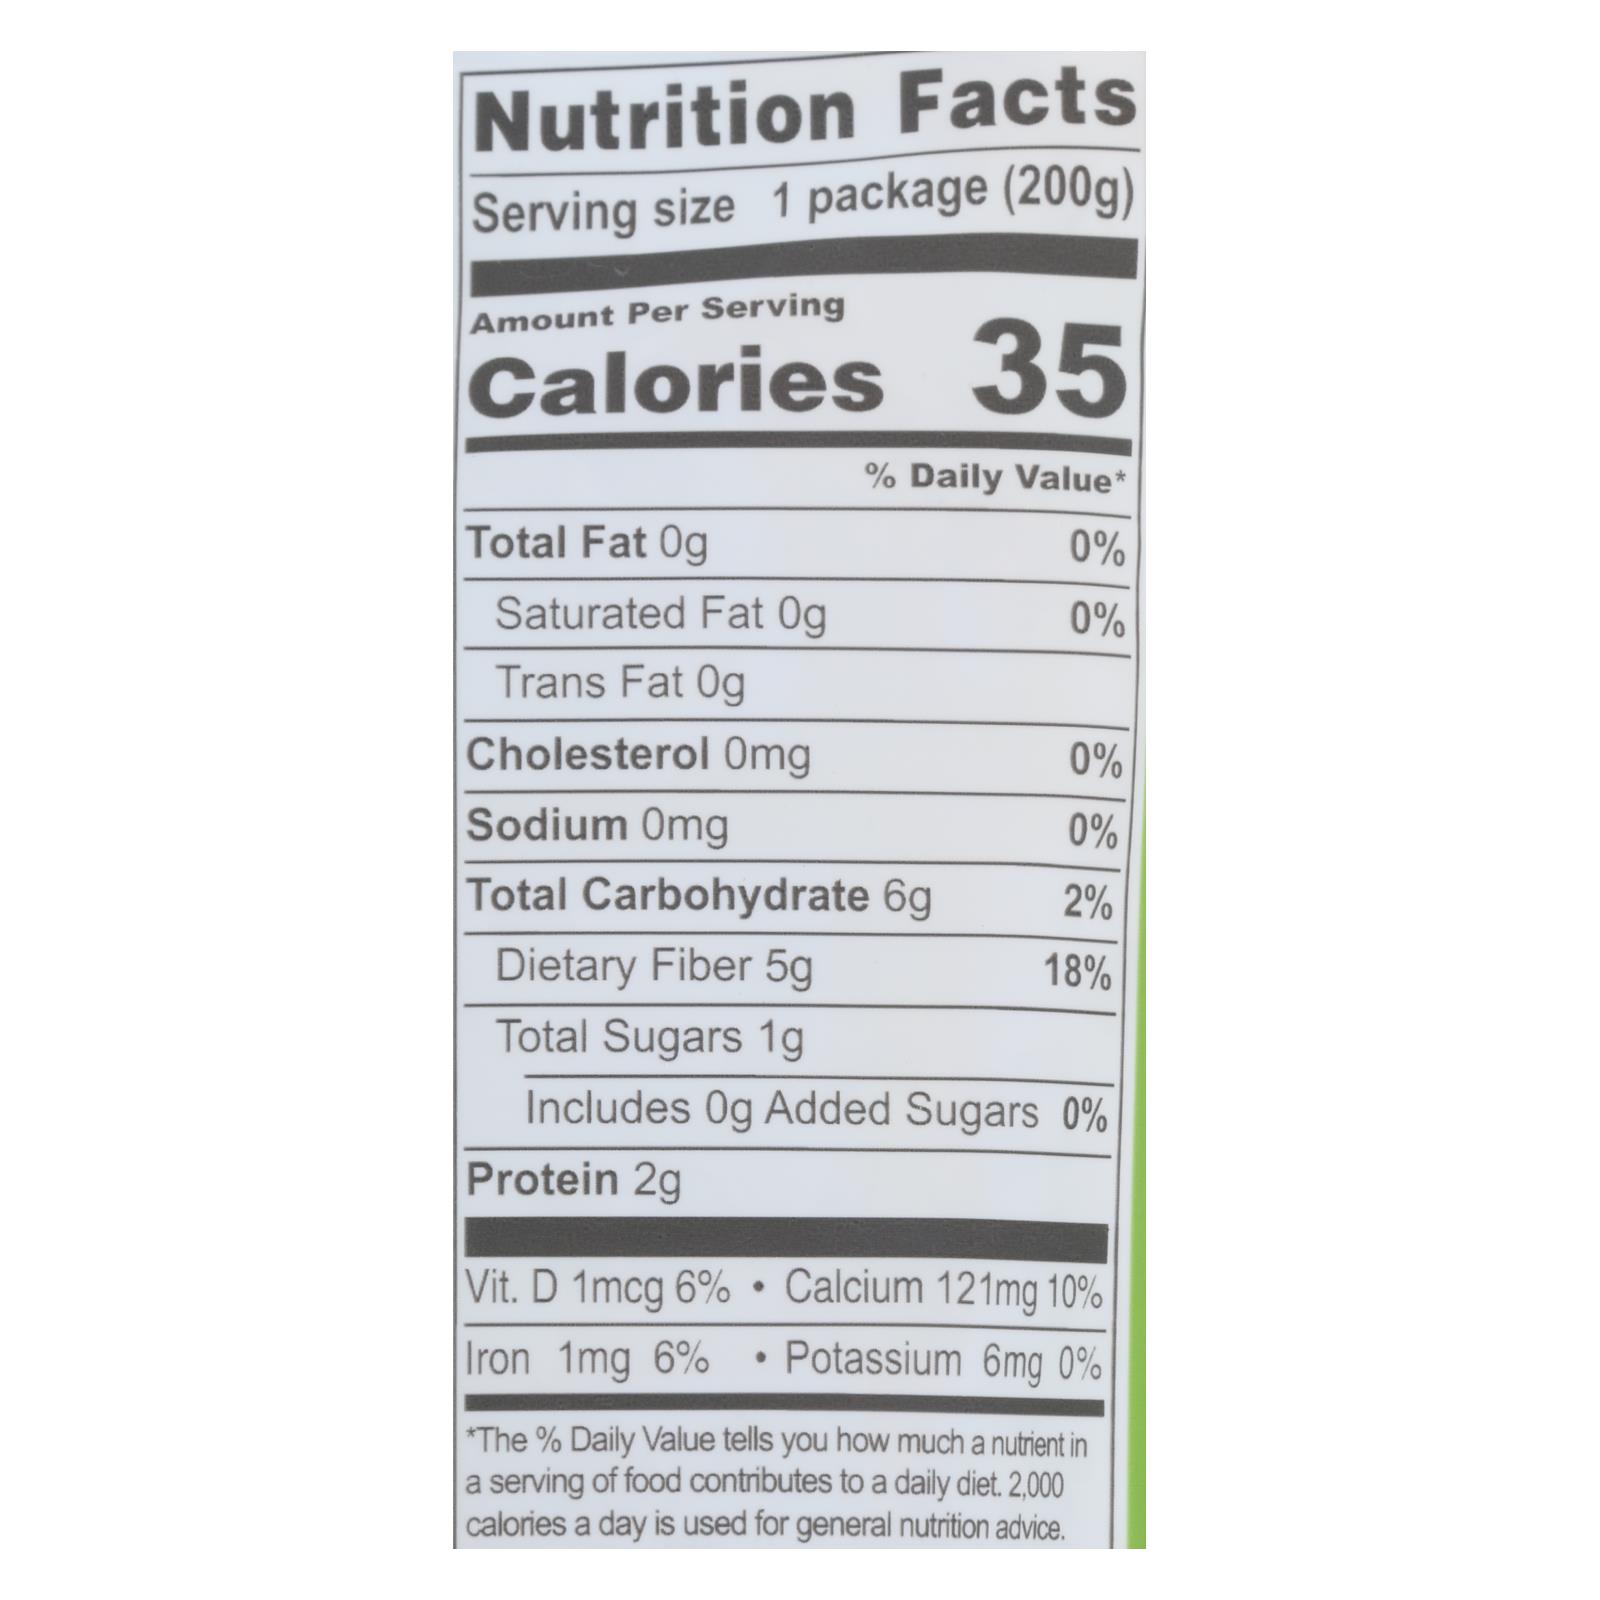 Nutrition Facts
Serving size 1 package (200g)
Amount Per Serving
Calories 35
% Daily Value*
Total Fat 0g 0%
Saturated Fat 0g 0%
Trans Fat 0g
Cholesterol 0mg 0%
Sodium 0mg 0%
Total Carbohydrate 6g 2%
Dietary Fiber 5g 18%
Total Sugars 1g
Includes 0g Added Sugars 0%
Protein 2g
Vit. D 1mcg 6% • Calcium 121mg 10%
Iron 1mg 6% • Potassium 6mg 0%
*The % Daily Value tells you how much a nutrient in
a serving of food contributes to a daily diet. 2,000
calories a day is used for general nutrition advice.